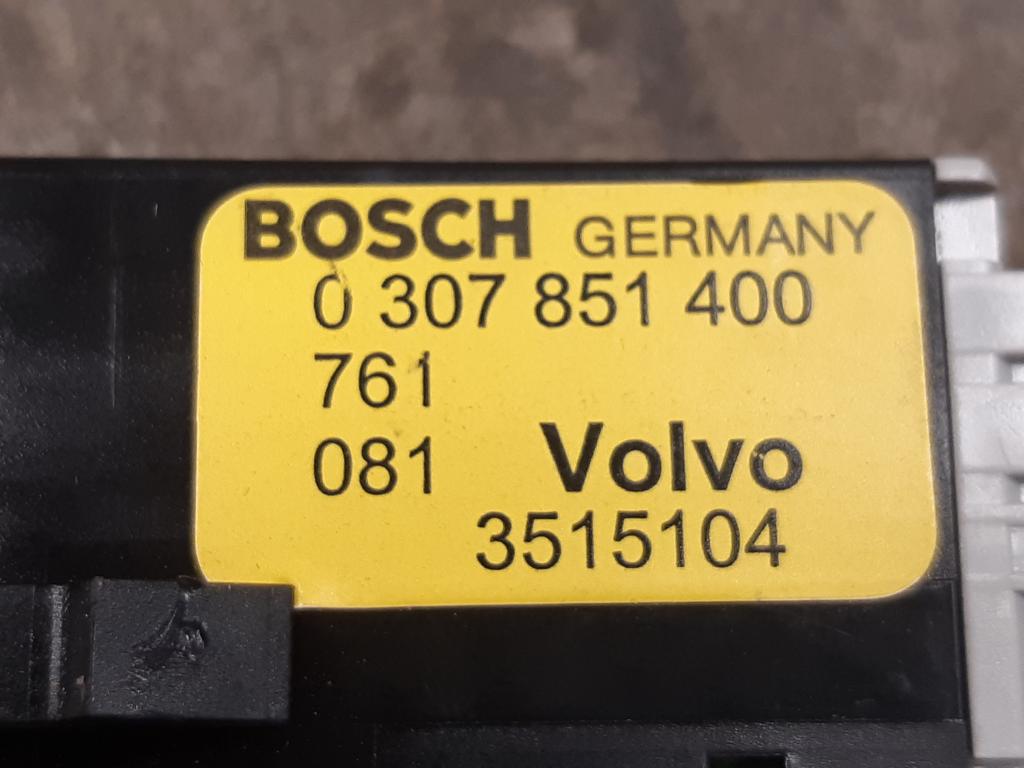 BOSCH GERMANY
0 307 851 400
761
081 Volvo
3515104